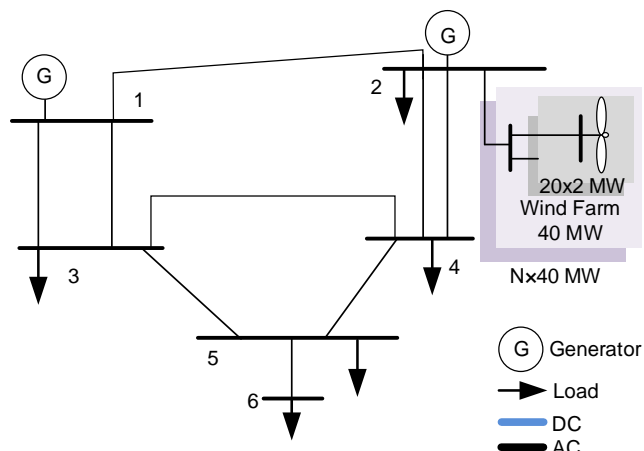 G
G
2
1
20x2 MW
Wind Farm
40 MW
4
3
N×40 MW
5
G Generator
6
Load
DC
AC